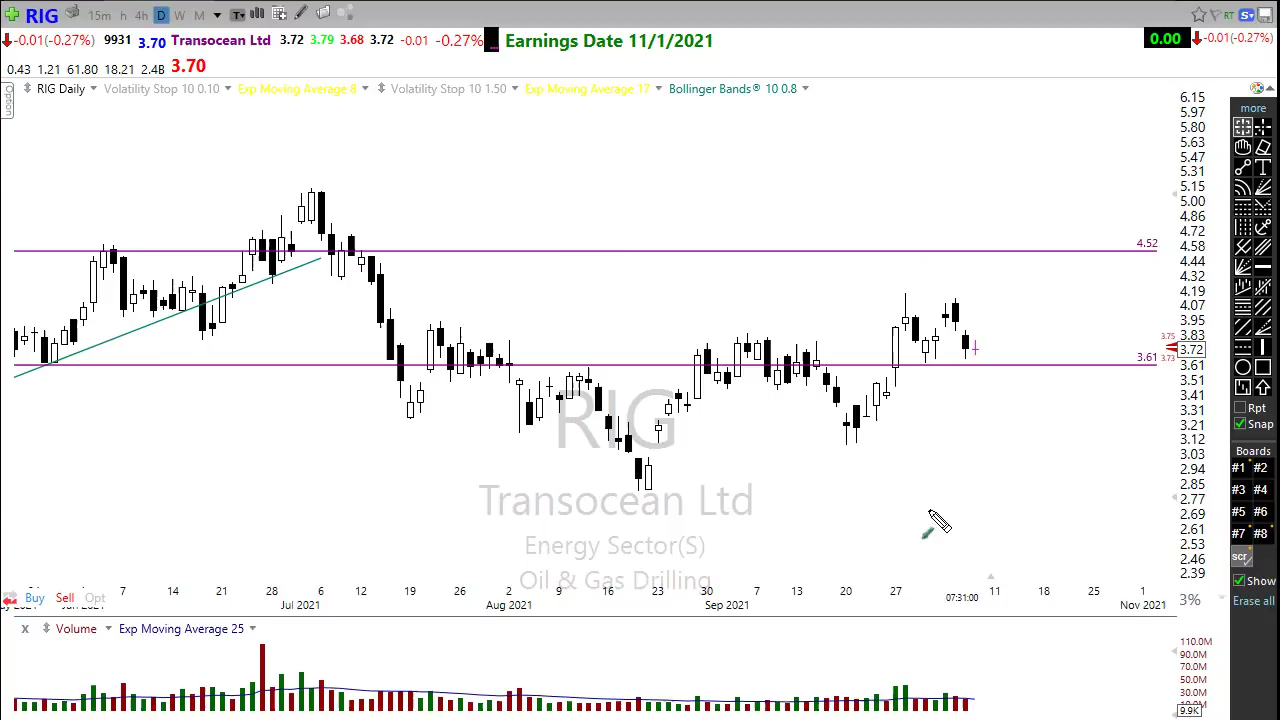 RIG 15m h 4h D W M T
-0.01(-0.27%) 9931 3.70 Transocean Ltd 3.72 3.79 3.68 3.72 -0.01 -0.27% Earnings Date 11/1/2021 0.00 -0.01(-0.27%)
RT S
0.43 1.21 61.80 18.21 2.4B 3.70
Option
RIG Daily Volatility Stop 10 0.10 Exp Moving Average 8 Volatility Stop 10 1.50 Exp Moving Average 17 Bollinger Bands® 10 0.8
6.15
5.97
5.80
5.63
5.47
5.31
5.15
5.00
4.86
4.72
4.58
4.44
4.32
4.19
4.07
3.95
3.83
3.72
3.61
3.51
3.41
3.31
3.21
3.12
3.03
2.94
2.85
2.77
2.69
2.61
2.53
2.46
2.39
4.52
3.75
3.73
3.61
RIG
Transocean Ltd
Energy Sector(S)
Oil & Gas Drilling
more
T
Rpt
Snap
Boards
#1 #2
#3 #4
#5 #6
#7 #8
scr
Show
Erase all
7 14 21 28 6 12 19 26 2 9 16 23 30 7 13 20 27 07:31:00 11 18 25 1
Buy Sell Opt
Jul 2021 Aug 2021 Sep 2021 Nov 2021
3%
x Volume Exp Moving Average 25
110.0M
90.0M
70.0M
50.0M
30.0M
9.9K